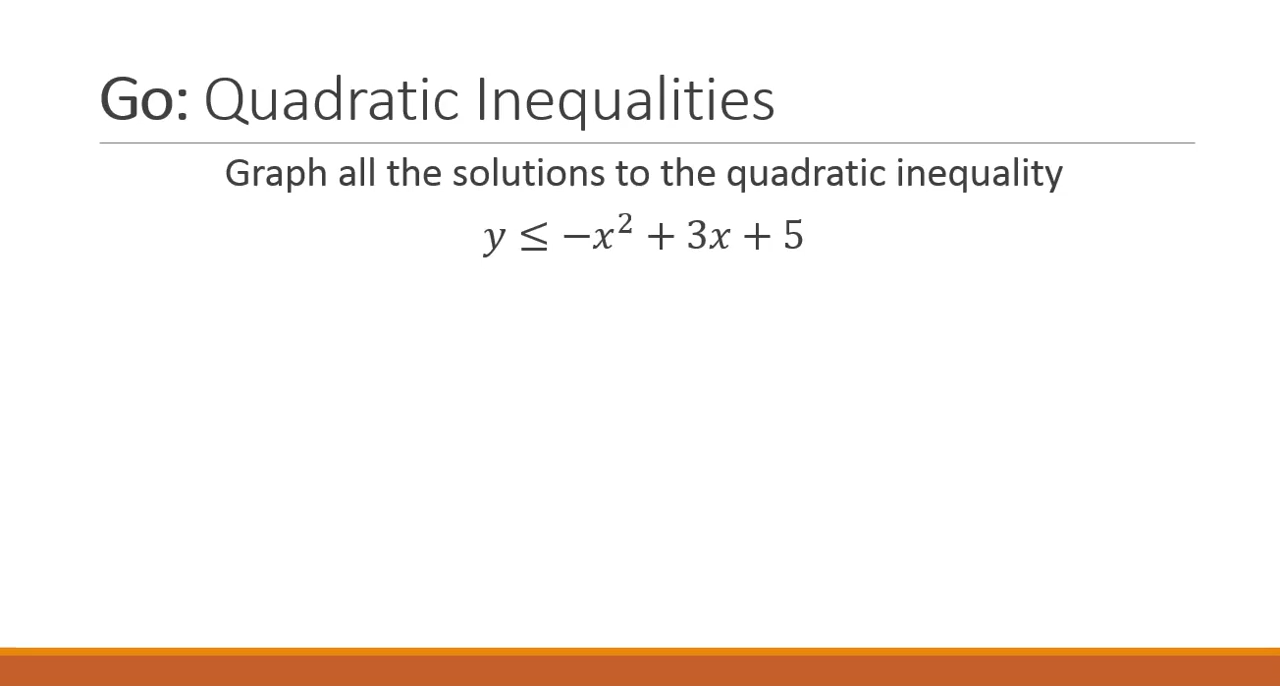 Go: Quadratic Inequalities
Graph all the solutions to the quadratic inequality
y ≤ −x² + 3x + 5